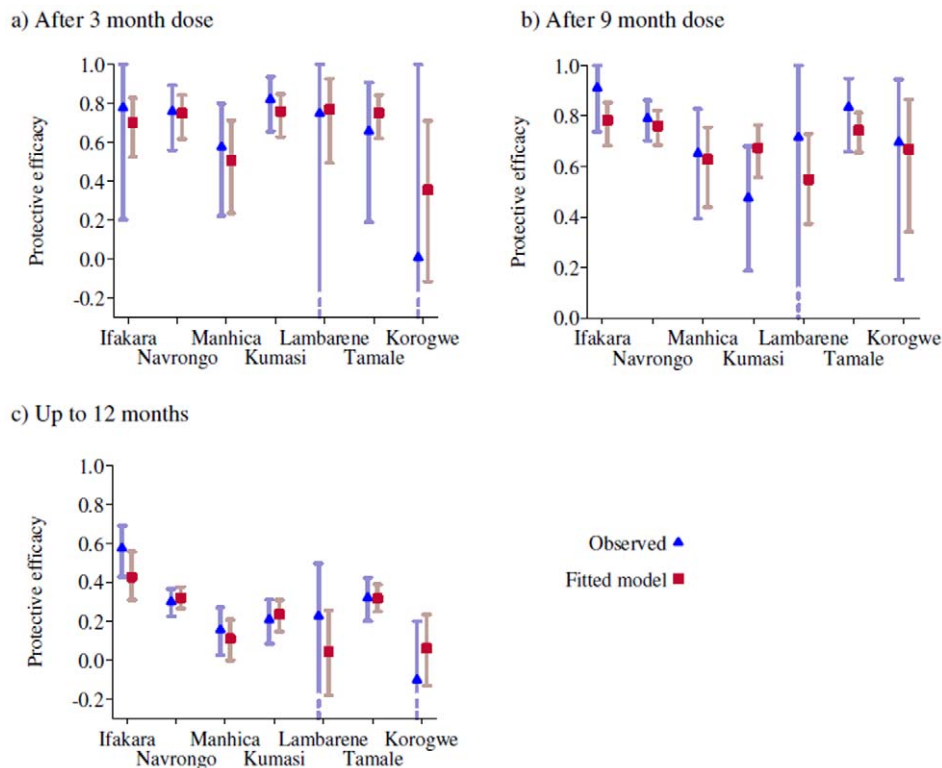 a) After 3 month dose
Protective efficacy
1.0
0.8
0.6
0.4
0.2
0.0
-0.2
Ifakara Manhica Lambarene Korogwe
Navrongo Kumasi Tamale
b) After 9 month dose
Protective efficacy
1.0
0.8
0.6
0.4
0.2
0.0
Ifakara Manhica Lambarene Korogwe
Navrongo Kumasi Tamale
c) Up to 12 months
Protective efficacy
1.0
0.8
0.6
0.4
0.2
0.0
-0.2
Ifakara Manhica Lambarene Korogwe
Navrongo Kumasi Tamale
Observed
Fitted model